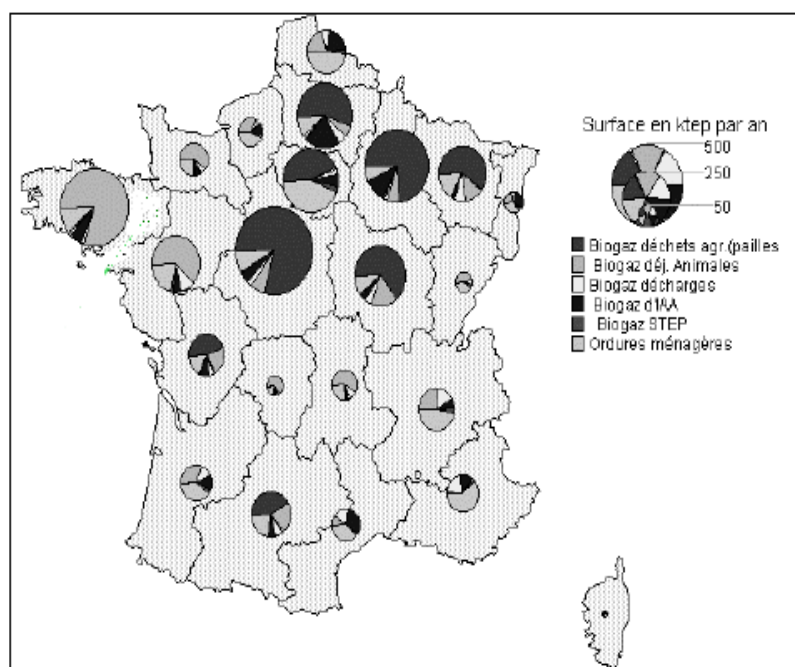 Surface en ktep par an
500
250
50
Biogaz déchets agr.(pailles
Biogaz déj. Animales
Biogaz décharges
Biogaz d'IAA
Biogaz STEP
Ordures ménagères